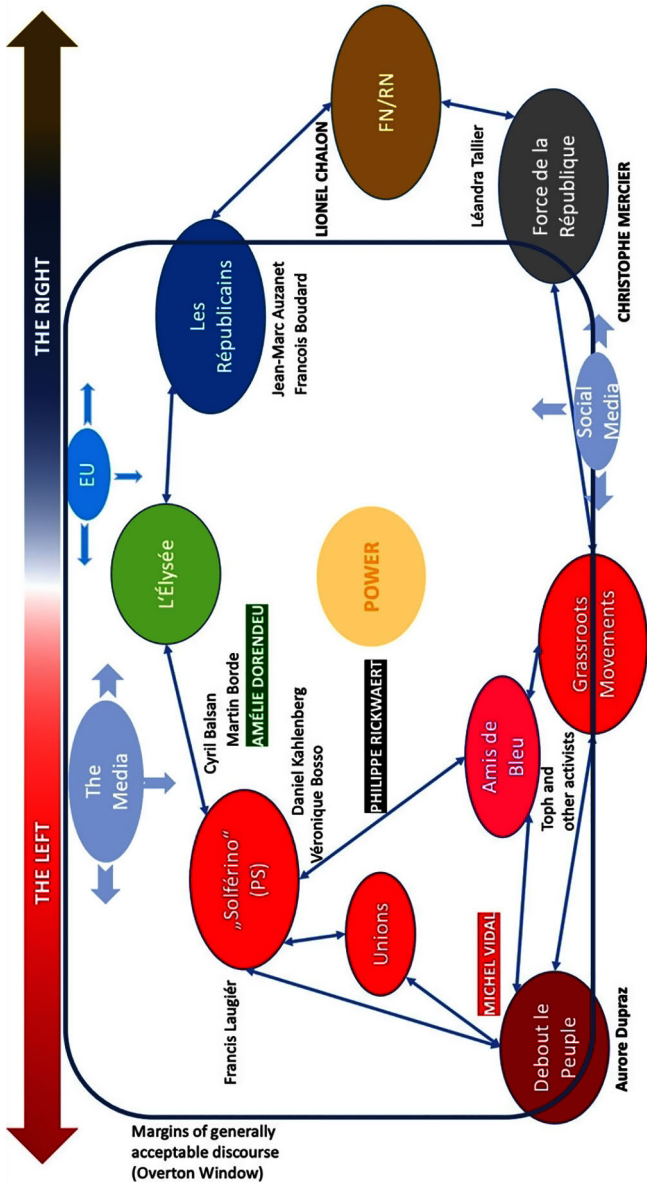 THE LEFT
THE RIGHT
The
Media
EU
L'Élysée
Les
Républicains
Jean-Marc Auzanet
Francois Boudard
LIONEL CHALON
FN/RN
Cyril Balsan
Martin Borde
AMÉLIE DORENDEU
„Solférino“
(PS)
Francis Laugiér
Daniel Kahlenberg
Véronique Bosso
Unions
PHILIPPE RICKWAERT
POWER
MICHEL VIDAL
Debout le
Peuple
Aurore Dupraz
Amis de
Bleu
Toph and
other activists
Grassroots
Movements
Social
Media
Léandra Tallier
Force de la
République
CHRISTOPHE MERCIER
Margins of generally
acceptable discourse
(Overton Window)